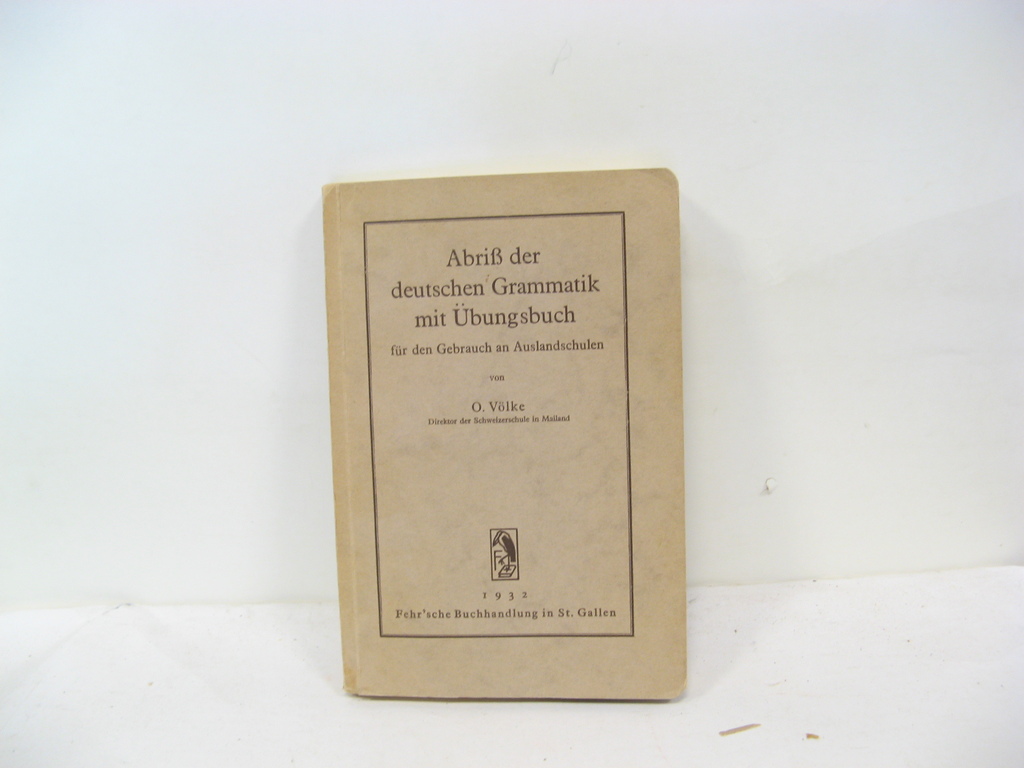 Abriß der
deutschen Grammatik
mit Übungsbuch
für den Gebrauch an Auslandschulen
von
O. Völke
Direktor der Schweizerschule in Mailand
F
1932
Fehr'sche Buchhandlung in St. Gallen